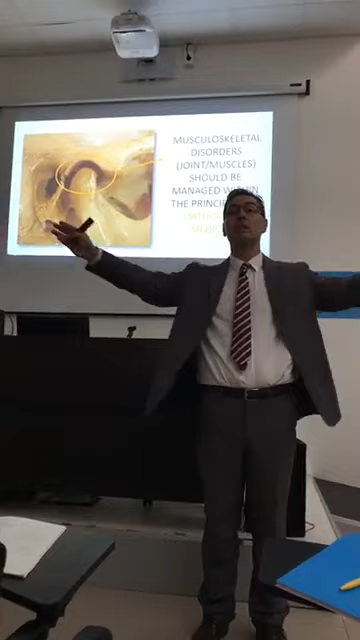 MUSCULOSKELETAL
DISORDERS
(JOINT/MUSCLES)
SHOULD BE
MANAGED WITHIN
THE PRINCIPLES